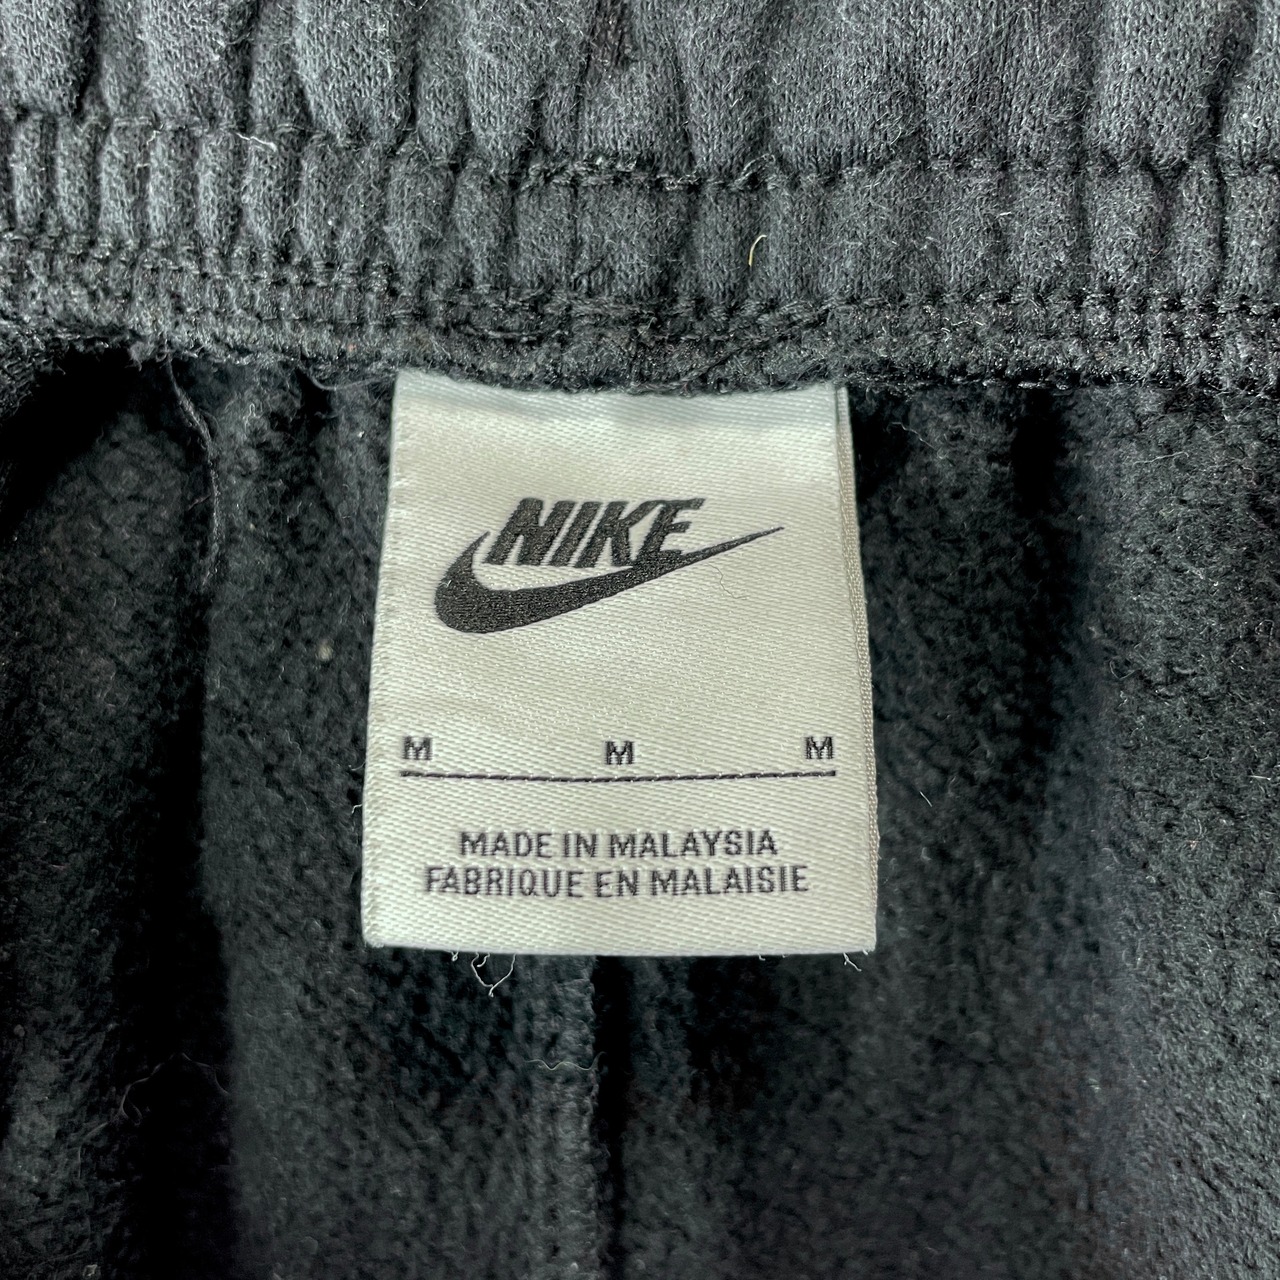 NIKE
M M M
MADE IN MALAYSIA
FABRIQUE EN MALAISIE